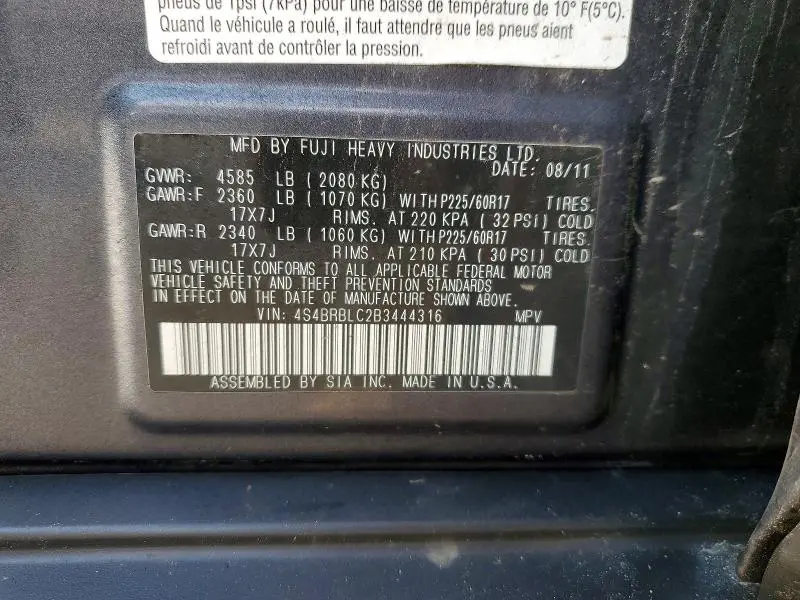 pneus de 1psi (7kPa) pour une baisse de température de 10° F(5°C).
Quand le véhicule a roulé, il faut attendre que les pneus aient
refroidi avant de contrôler la pression.
MFD BY FUJI HEAVY INDUSTRIES LTD.
DATE: 08/11
GVWR: 4585 LB ( 2080 KG)
GAWR:F 2360 LB ( 1070 KG) WITH P225/60R17 TIRES.
17X7J RIMS. AT 220 KPA ( 32 PSI) COLD
GAWR:R 2340 LB ( 1060 KG) WITH P225/60R17 TIRES.
17X7J RIMS. AT 210 KPA ( 30 PSI) COLD
THIS VEHICLE CONFORMS TO ALL APPLICABLE FEDERAL MOTOR
VEHICLE SAFETY AND THEFT PREVENTION STANDARDS
IN EFFECT ON THE DATE OF MANUFACTURE SHOWN ABOVE.
VIN: 4S4BRBLC2B3444316 MPV
ASSEMBLED BY SIA INC. MADE IN U.S.A.